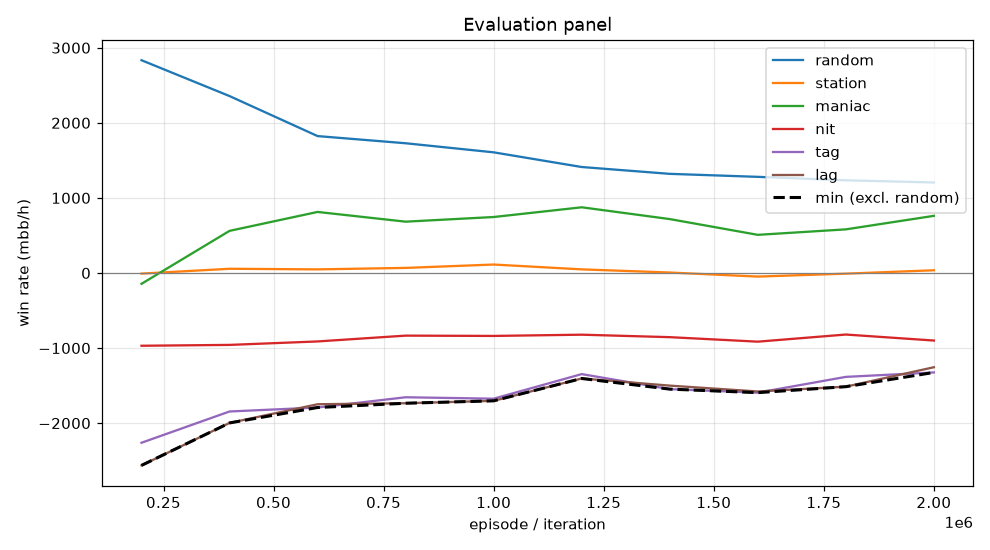 Evaluation panel
win rate (mbb/h)
3000
2000
1000
0
−1000
−2000
random
station
maniac
nit
tag
lag
min (excl. random)
0.25
0.50
0.75
1.00
1.25
1.50
1.75
2.00
1e6
episode / iteration